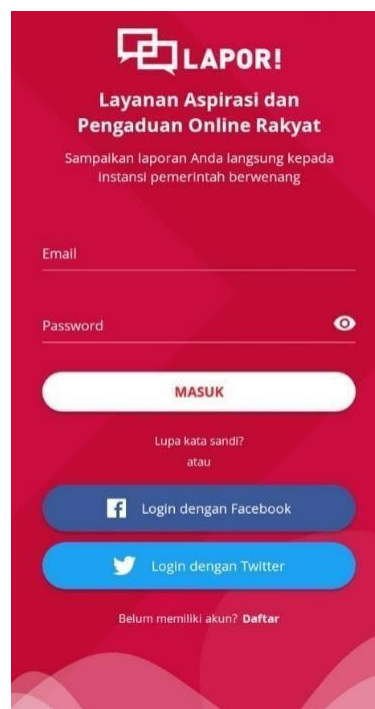 LAPOR!
Layanan Aspirasi dan
Pengaduan Online Rakyat
Sampaikan laporan Anda langsung kepada
instansi pemerintah berwenang
Email
Password
MASUK
Lupa kata sandi?
atau
Login dengan Facebook
Login dengan Twitter
Belum memiliki akun? Daftar